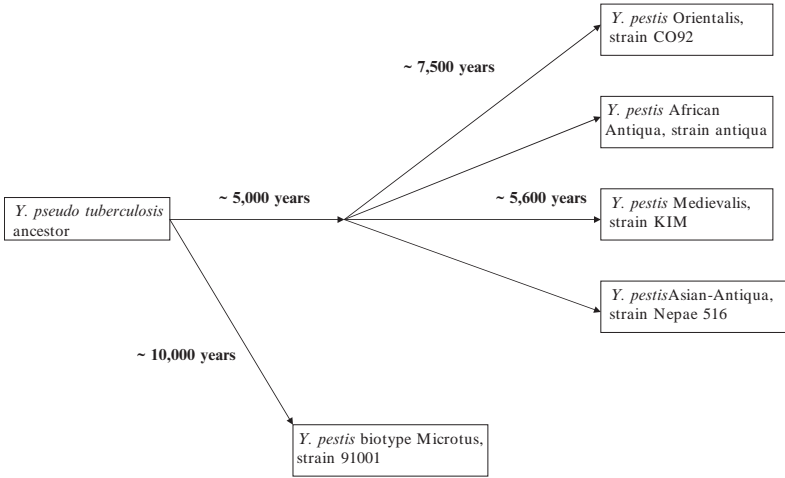 Y. pestis Orientalis,
strain CO92
~ 7,500 years
Y. pestis African
Antiqua, strain antiqua
Y. pseudo tuberculosis
ancestor
~ 5,000 years
~ 5,600 years
Y. pestis Medievalis,
strain KIM
Y. pestisAsian-Antiqua,
strain Nepae 516
~ 10,000 years
Y. pestis biotype Microtus,
strain 91001